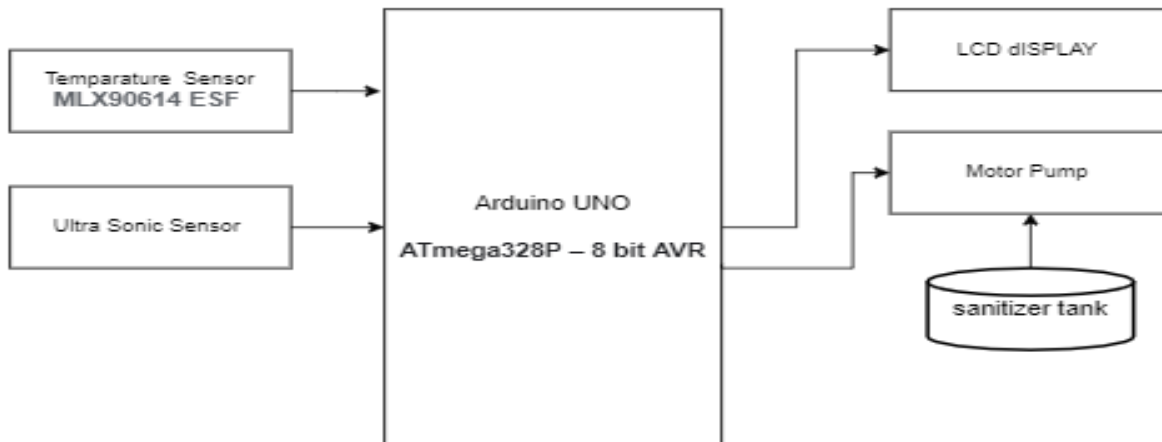 Temparature Sensor
MLX90614 ESF
Ultra Sonic Sensor
Arduino UNO
ATmega328P – 8 bit AVR
LCD dISPLAY
Motor Pump
sanitizer tank